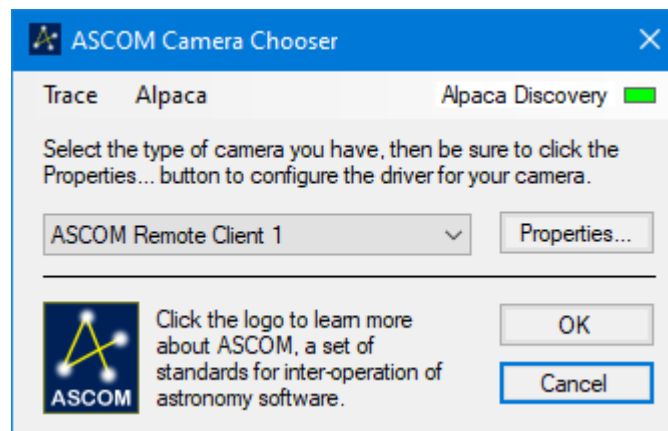 ASCOM Camera Chooser
Trace Alpaca Alpaca Discovery
Select the type of camera you have, then be sure to click the
Properties... button to configure the driver for your camera.
ASCOM Remote Client 1 Properties...
Click the logo to learn more
about ASCOM, a set of
standards for inter-operation of
astronomy software.
ASCOM
OK
Cancel